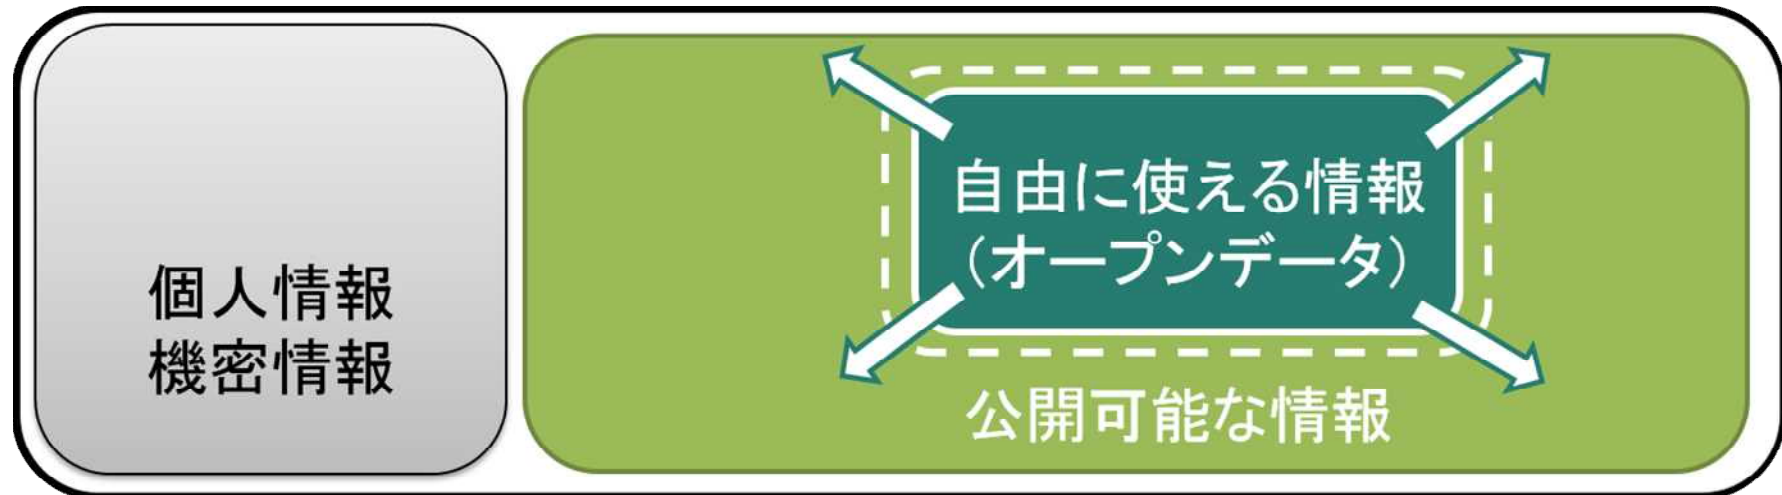 個人情報
機密情報
自由に使える情報
（オープンデータ）
公開可能な情報